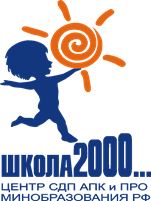 ШКОЛА2000...
ЦЕНТР СДП АПК и ПРО
МИНОБРАЗОВАНИЯ РФ